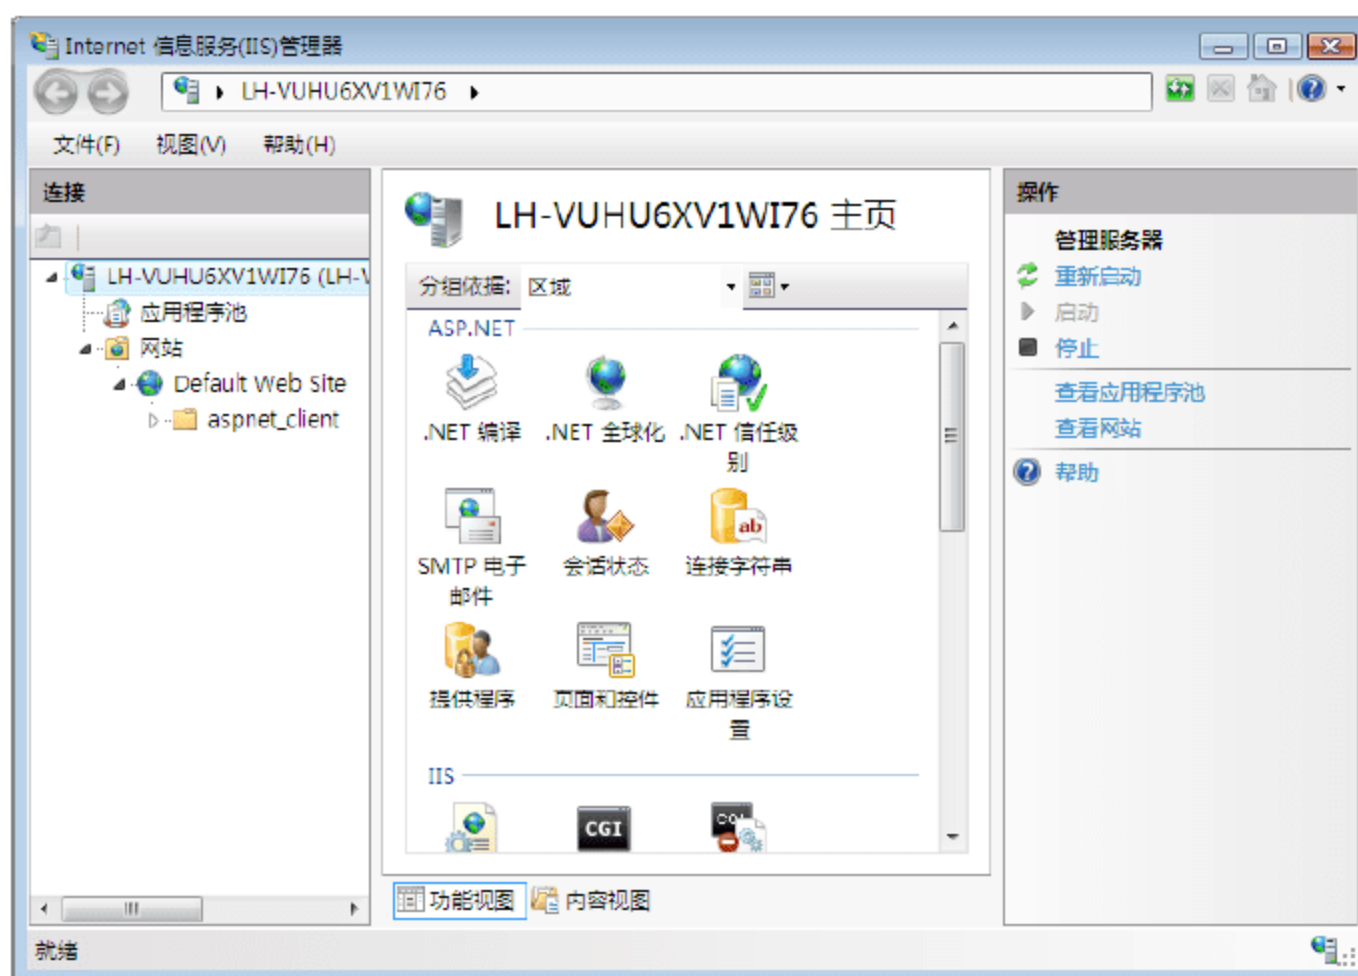 Internet 信息服务(IIS)管理器
LH-VUHU6XV1WI76
文件(F) 视图(V) 帮助(H)
连接
LH-VUHU6XV1WI76 (LH-V
应用程序池
网站
Default Web Site
aspnet_client
LH-VUHU6XV1WI76 主页
分组依据: 区域
ASP.NET
.NET 编译 .NET 全球化 .NET 信任级
别
ab
SMTP 电子 会话状态 连接字符串
邮件
提供程序 页面和控件 应用程序设
置
IIS
CGI
CGI
功能视图 内容视图
操作
管理服务器
重新启动
启动
停止
查看应用程序池
查看网站
帮助
就绪